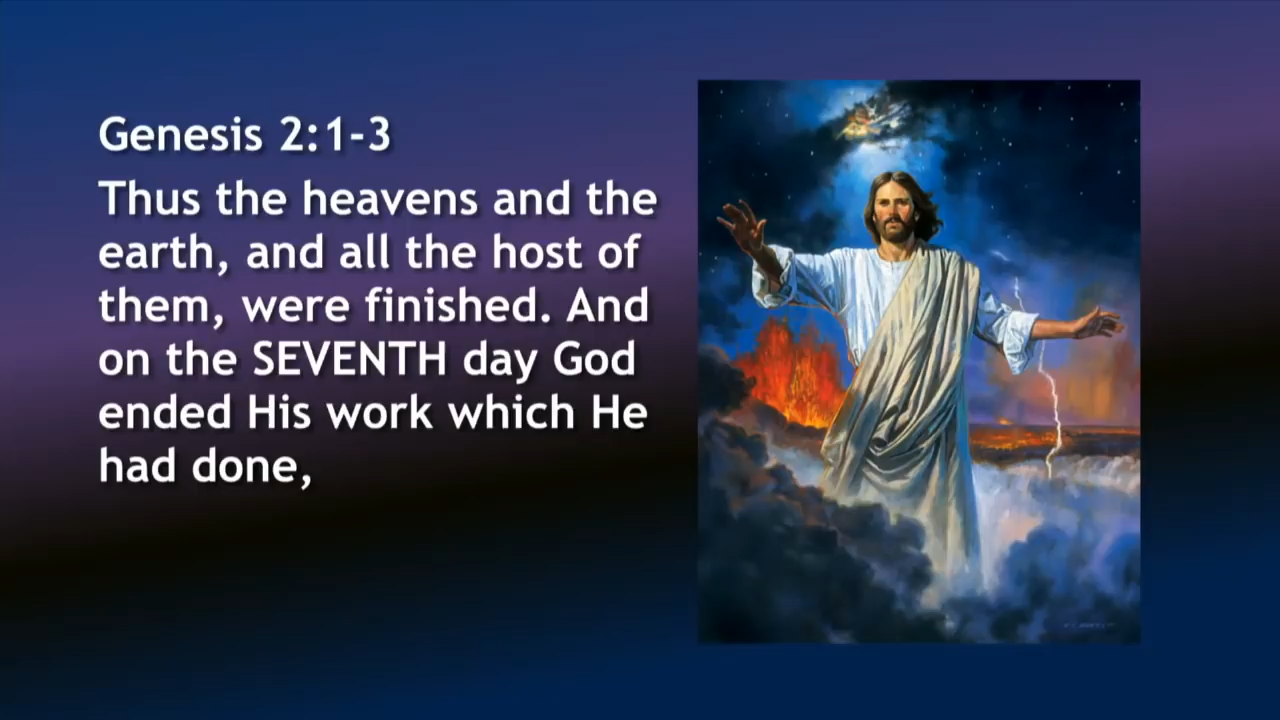 Genesis 2:1-3
Thus the heavens and the
earth, and all the host of
them, were finished. And
on the SEVENTH day God
ended His work which He
had done,